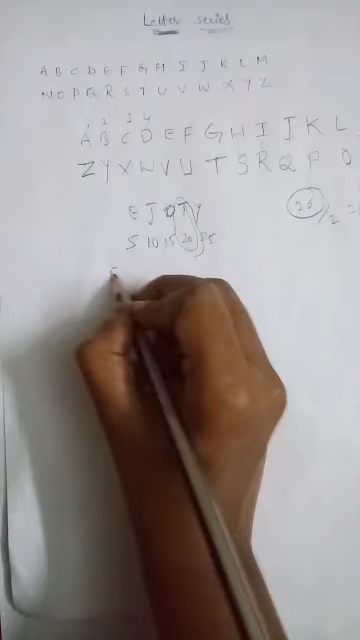 Letter series
A B C D E F G H I J K L M
N O P Q R S T U V W X Y Z
1 2 3 4
A B C D E F G H I J K L
Z Y X W V U T S R Q P O
E J O T Y
26/2 =
5 10 15 20 25